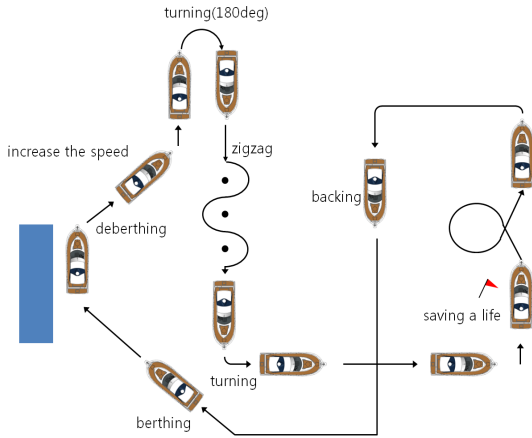 turning(180deg)
increase the speed
zigzag
backing
deberthing
saving a life
turning
berthing